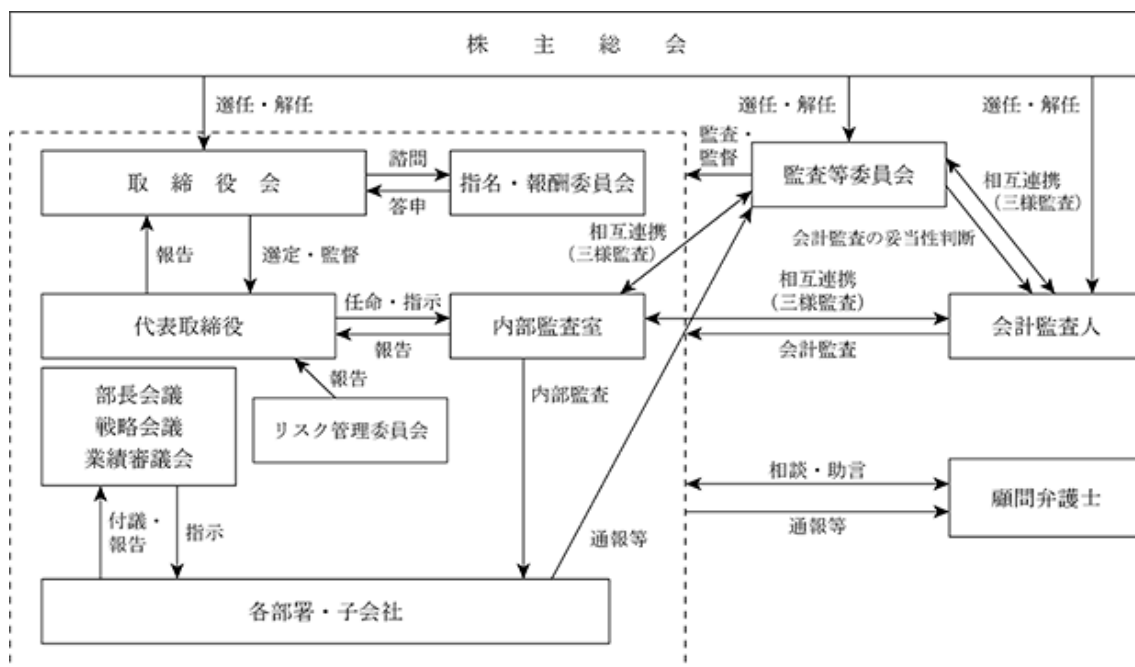 株主総会
選任・解任
選任・解任
選任・解任
監査・
監督
取締役会
諮問
答申
指名・報酬委員会
監査等委員会
相互連携
（三様監査）
相互連携
（三様監査）
会計監査の妥当性判断
報告
選定・監督
相互連携
（三様監査）
代表取締役
任命・指示
報告
内部監査室
会計監査
会計監査人
部長会議
戦略会議
業績審議会
報告
リスク管理委員会
内部監査
相談・助言
顧問弁護士
通報等
付議・
報告
指示
通報等
各部署・子会社